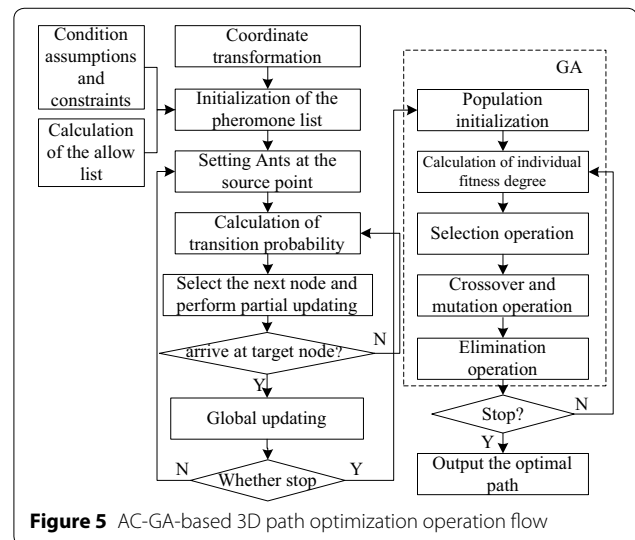 Condition
assumptions
and
constraints
Calculation
of the allow
list
Coordinate
transformation
Initialization of the
pheromone list
Setting Ants at the
source point
Calculation of
transition probability
Select the next node and
perform partial updating
arrive at target node?
N
Y
Global updating
N
Whether stop
Y
GA
Population
initialization
Calculation of individual
fitness degree
Selection operation
Crossover and
mutation operation
Elimination
operation
Stop?
N
Y
Output the optimal
path
Figure 5 AC-GA-based 3D path optimization operation flow